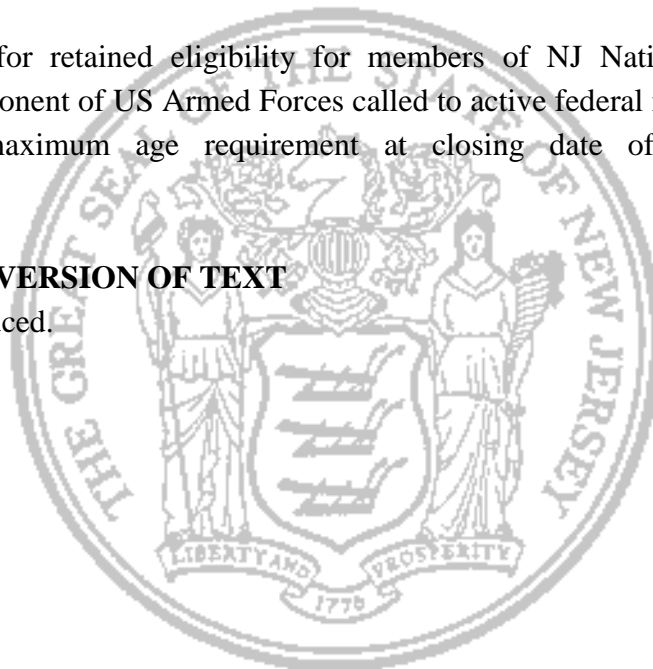 for retained eligibility for members of NJ Nati
ponent of US Armed Forces called to active federal
maximum age requirement at closing date of
VERSION OF TEXT
uced.
THE GREAT SEAL OF THE STATE OF NEW JERSEY
LIBERTY AND PROSPERITY
1776